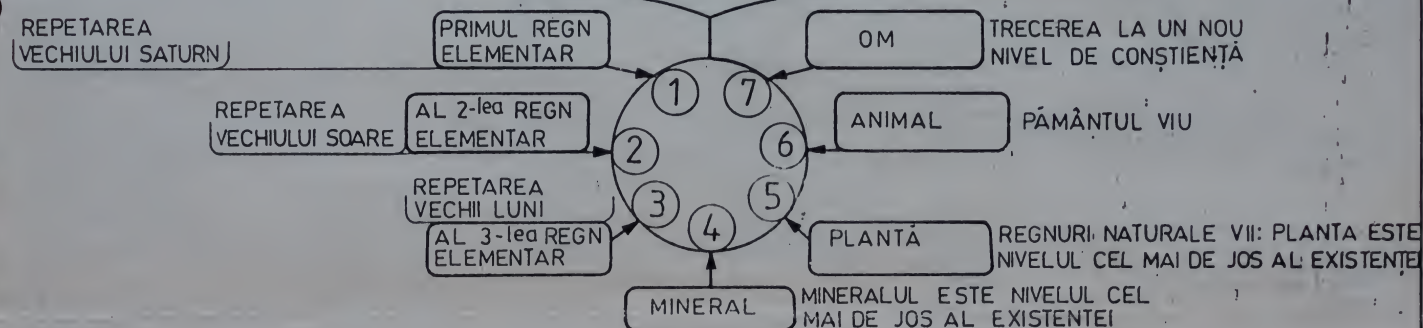 REPETAREA
VECHIULUI SATURN
PRIMUL REGN
ELEMENTAR
OM
TRECEREA LA UN NOU
NIVEL DE CONȘTIENȚĂ
1
7
REPETAREA
VECHIULUI SOARE
AL 2-lea REGN
ELEMENTAR
2
6
ANIMAL
PĂMÂNTUL VIU
REPETAREA
VECHII LUNI
AL 3-lea REGN
ELEMENTAR
3
4
5
PLANTĂ
REGNURI NATURALE VII: PLANTA ESTE
NIVELUL CEL MAI DE JOS AL EXISTENȚEI
MINERAL
MINERALUL ESTE NIVELUL CEL
MAI DE JOS AL EXISTENȚEI